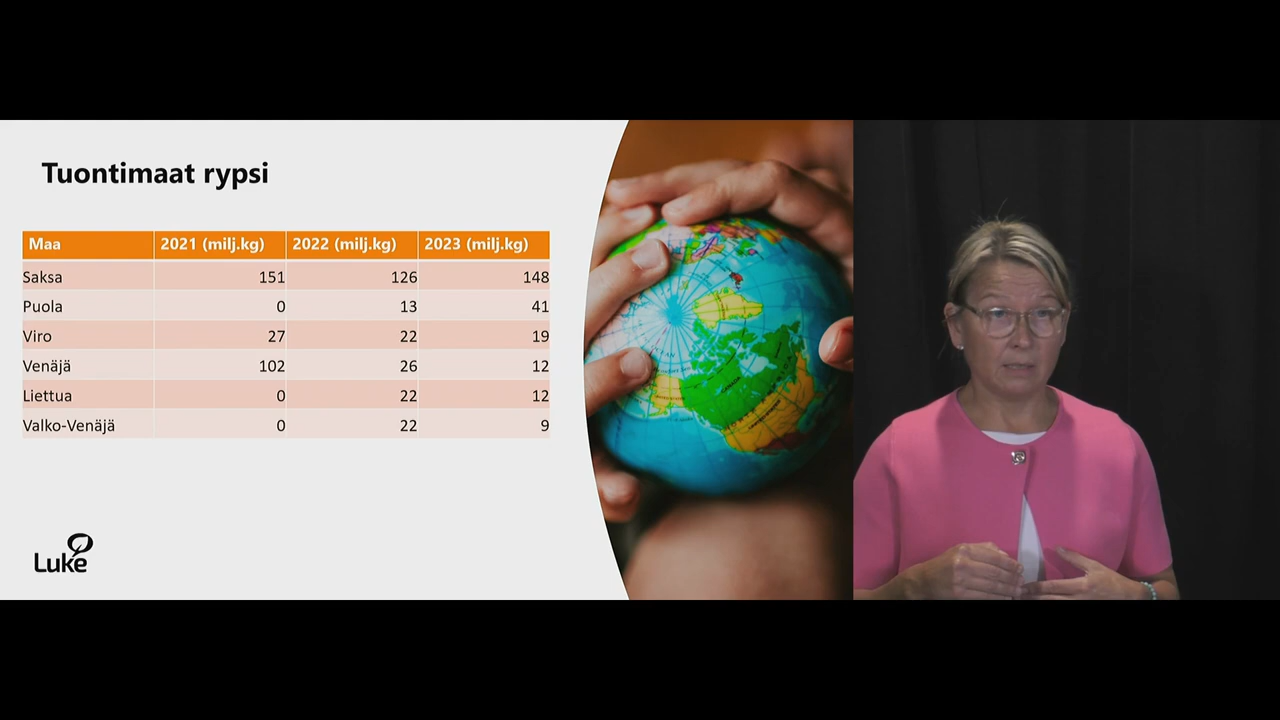 Tuontimaat rypsi
Maa 2021 (milj.kg) 2022 (milj.kg) 2023 (milj.kg)
Saksa 151 126 148
Puola 0 13 41
Viro 27 22 19
Venäjä 102 26 12
Liettua 0 22 12
Valko-Venäjä 0 22 9
Luke